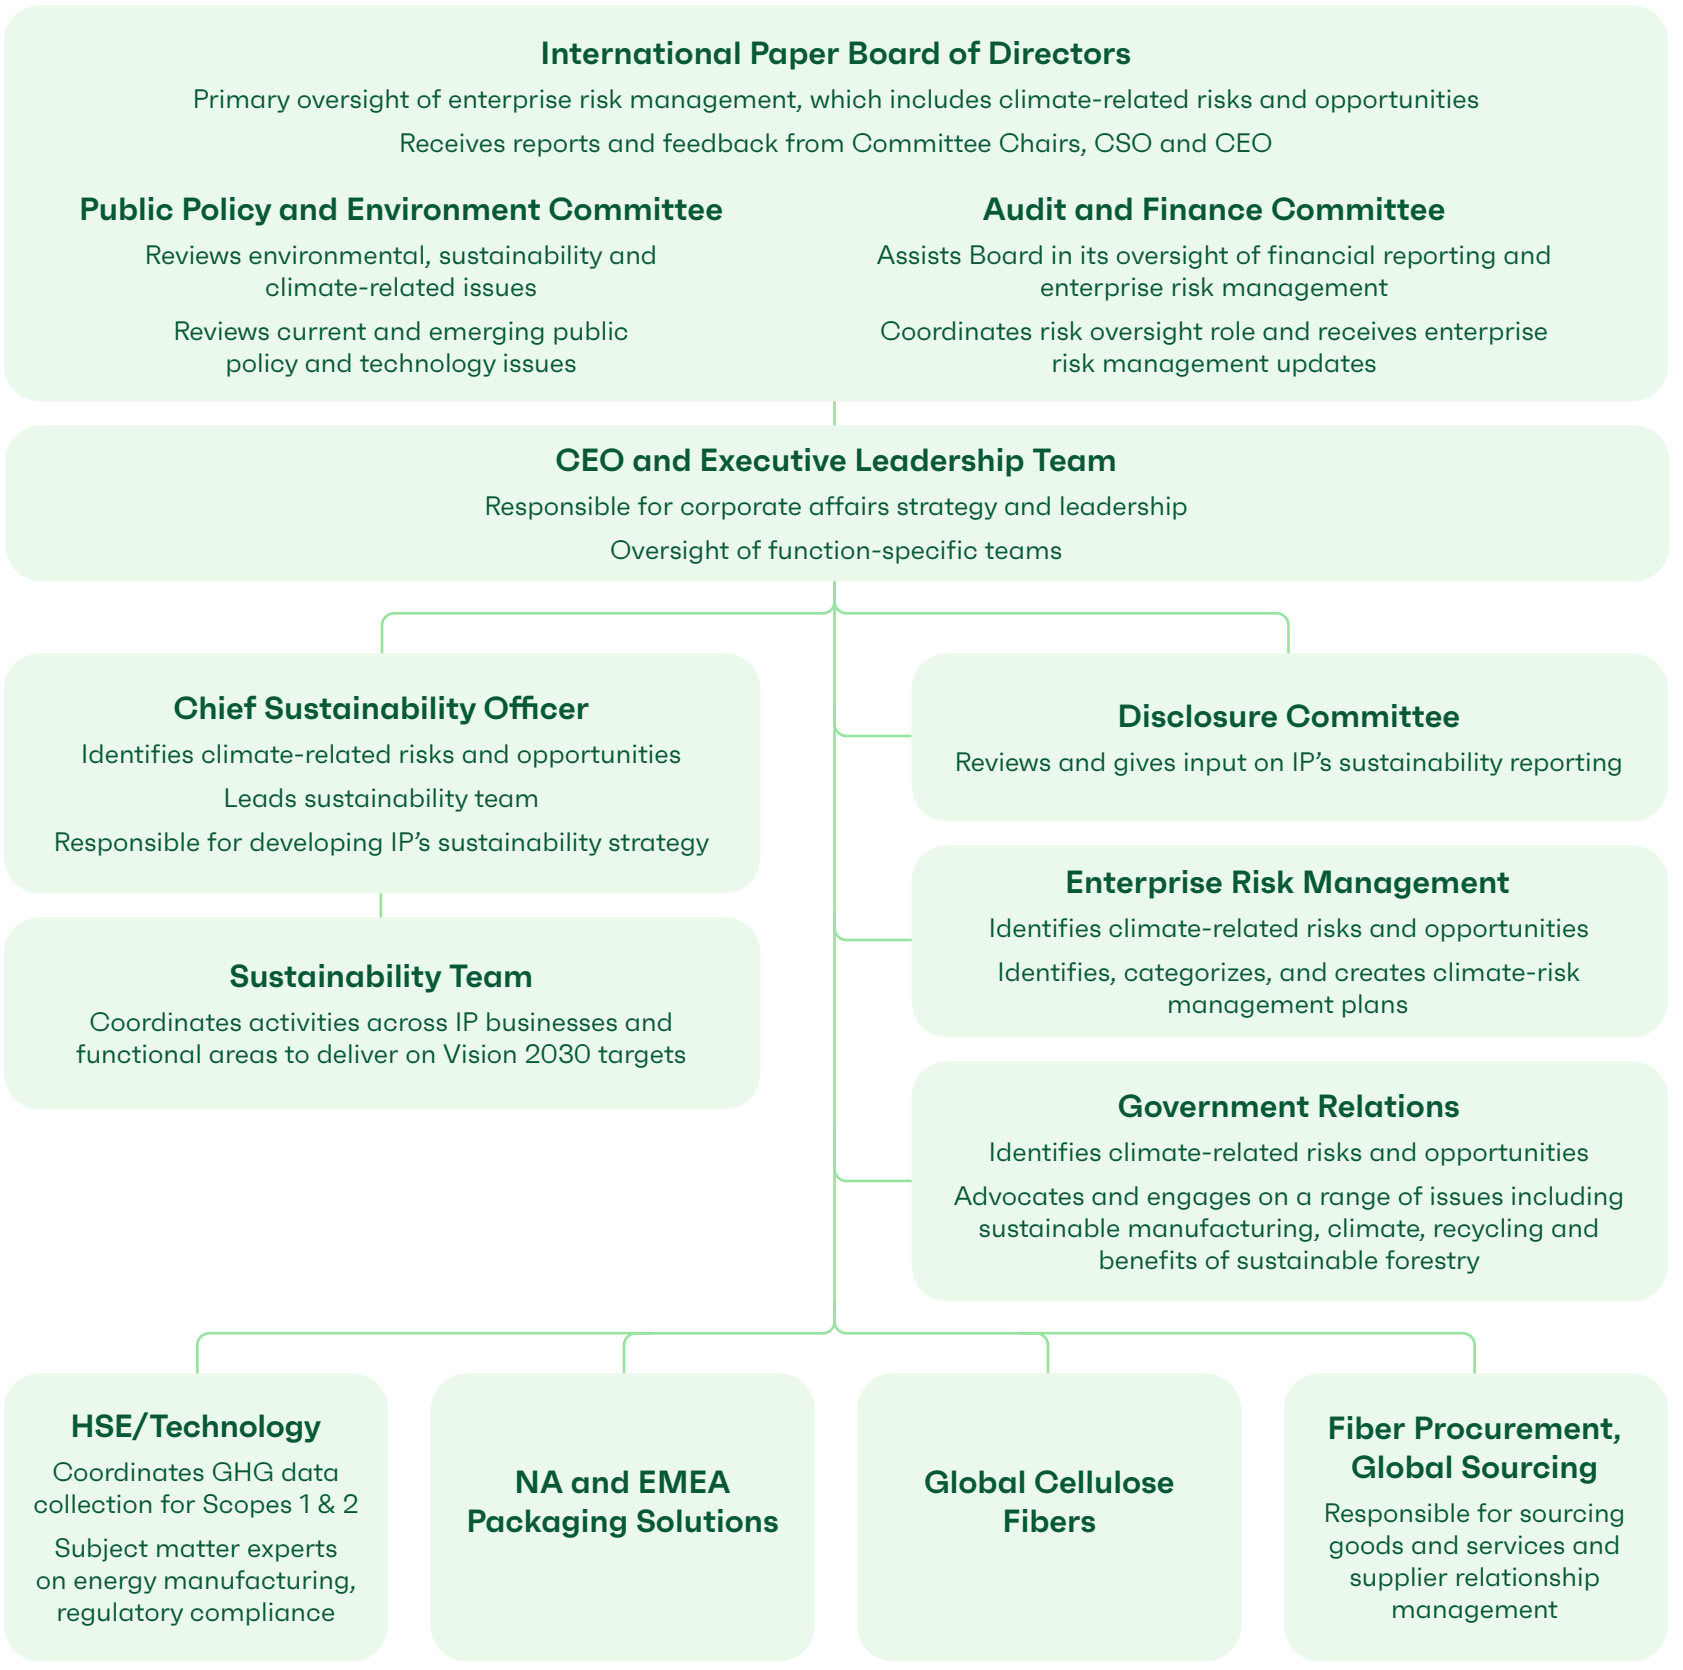 International Paper Board of Directors
Primary oversight of enterprise risk management, which includes climate-related risks and opportunities
Receives reports and feedback from Committee Chairs, CSO and CEO
Public Policy and Environment Committee
Reviews environmental, sustainability and
climate-related issues
Reviews current and emerging public
policy and technology issues
Audit and Finance Committee
Assists Board in its oversight of financial reporting and
enterprise risk management
Coordinates risk oversight role and receives enterprise
risk management updates
CEO and Executive Leadership Team
Responsible for corporate affairs strategy and leadership
Oversight of function-specific teams
Chief Sustainability Officer
Identifies climate-related risks and opportunities
Leads sustainability team
Responsible for developing IP’s sustainability strategy
Sustainability Team
Coordinates activities across IP businesses and
functional areas to deliver on Vision 2030 targets
Disclosure Committee
Reviews and gives input on IP’s sustainability reporting
Enterprise Risk Management
Identifies climate-related risks and opportunities
Identifies, categorizes, and creates climate-risk
management plans
Government Relations
Identifies climate-related risks and opportunities
Advocates and engages on a range of issues including
sustainable manufacturing, climate, recycling and
benefits of sustainable forestry
HSE/Technology
Coordinates GHG data
collection for Scopes 1 & 2
Subject matter experts
on energy manufacturing,
regulatory compliance
NA and EMEA
Packaging Solutions
Global Cellulose
Fibers
Fiber Procurement,
Global Sourcing
Responsible for sourcing
goods and services and
supplier relationship
management